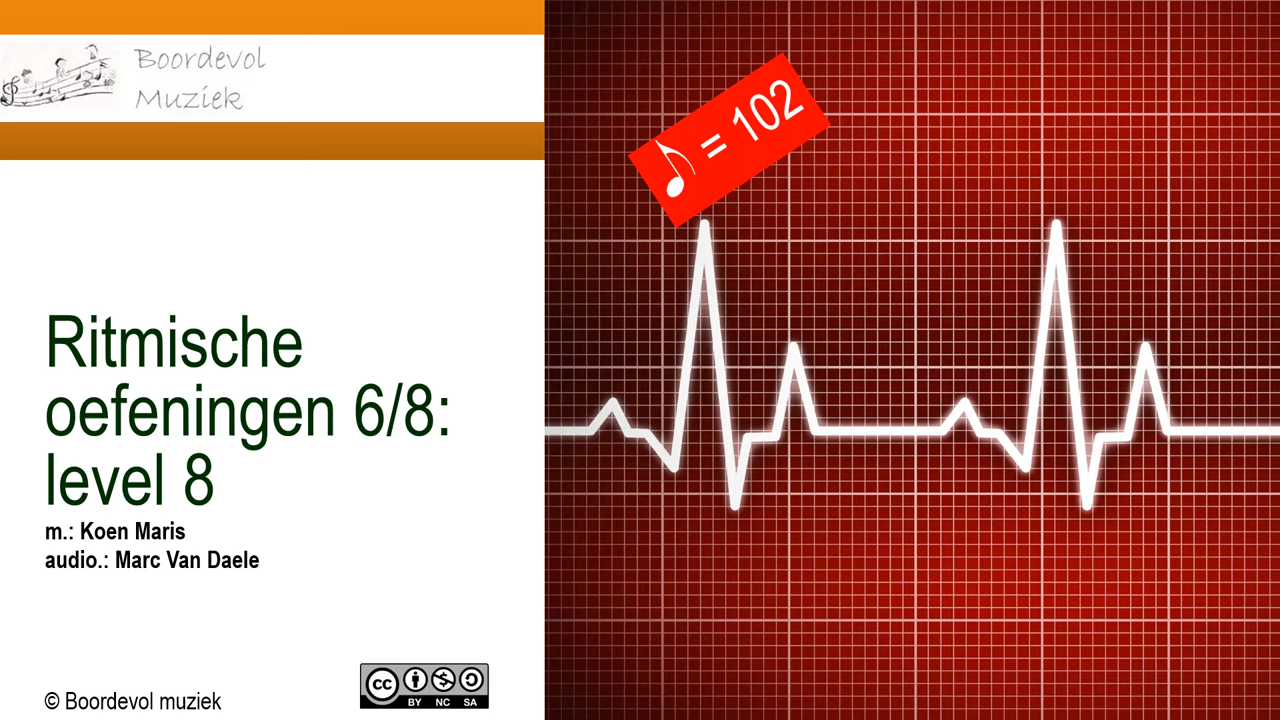 Boordevol
Muziek
♪ = 102
Ritmische
oefeningen 6/8:
level 8
m.: Koen Maris
audio.: Marc Van Daele
© Boordevol muziek
cc
BY NC SA